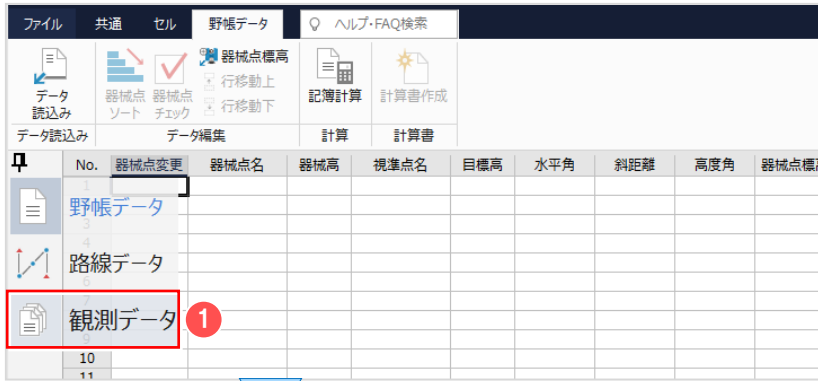 ファイル 共通 セル 野帳データ ヘルプ・FAQ検索
データ読込み
器械点ソート
器械点チェック
器械点標高
行移動上
行移動下
記簿計算
計算書作成
データ読込み データ編集 計算 計算書
No. 器械点変更 器械点名 器械高 視準点名 目標高 水平角 斜距離 高度角 器械点標高
1
野帳データ
3
4
路線データ
6
7
観測データ 1
9
10
11